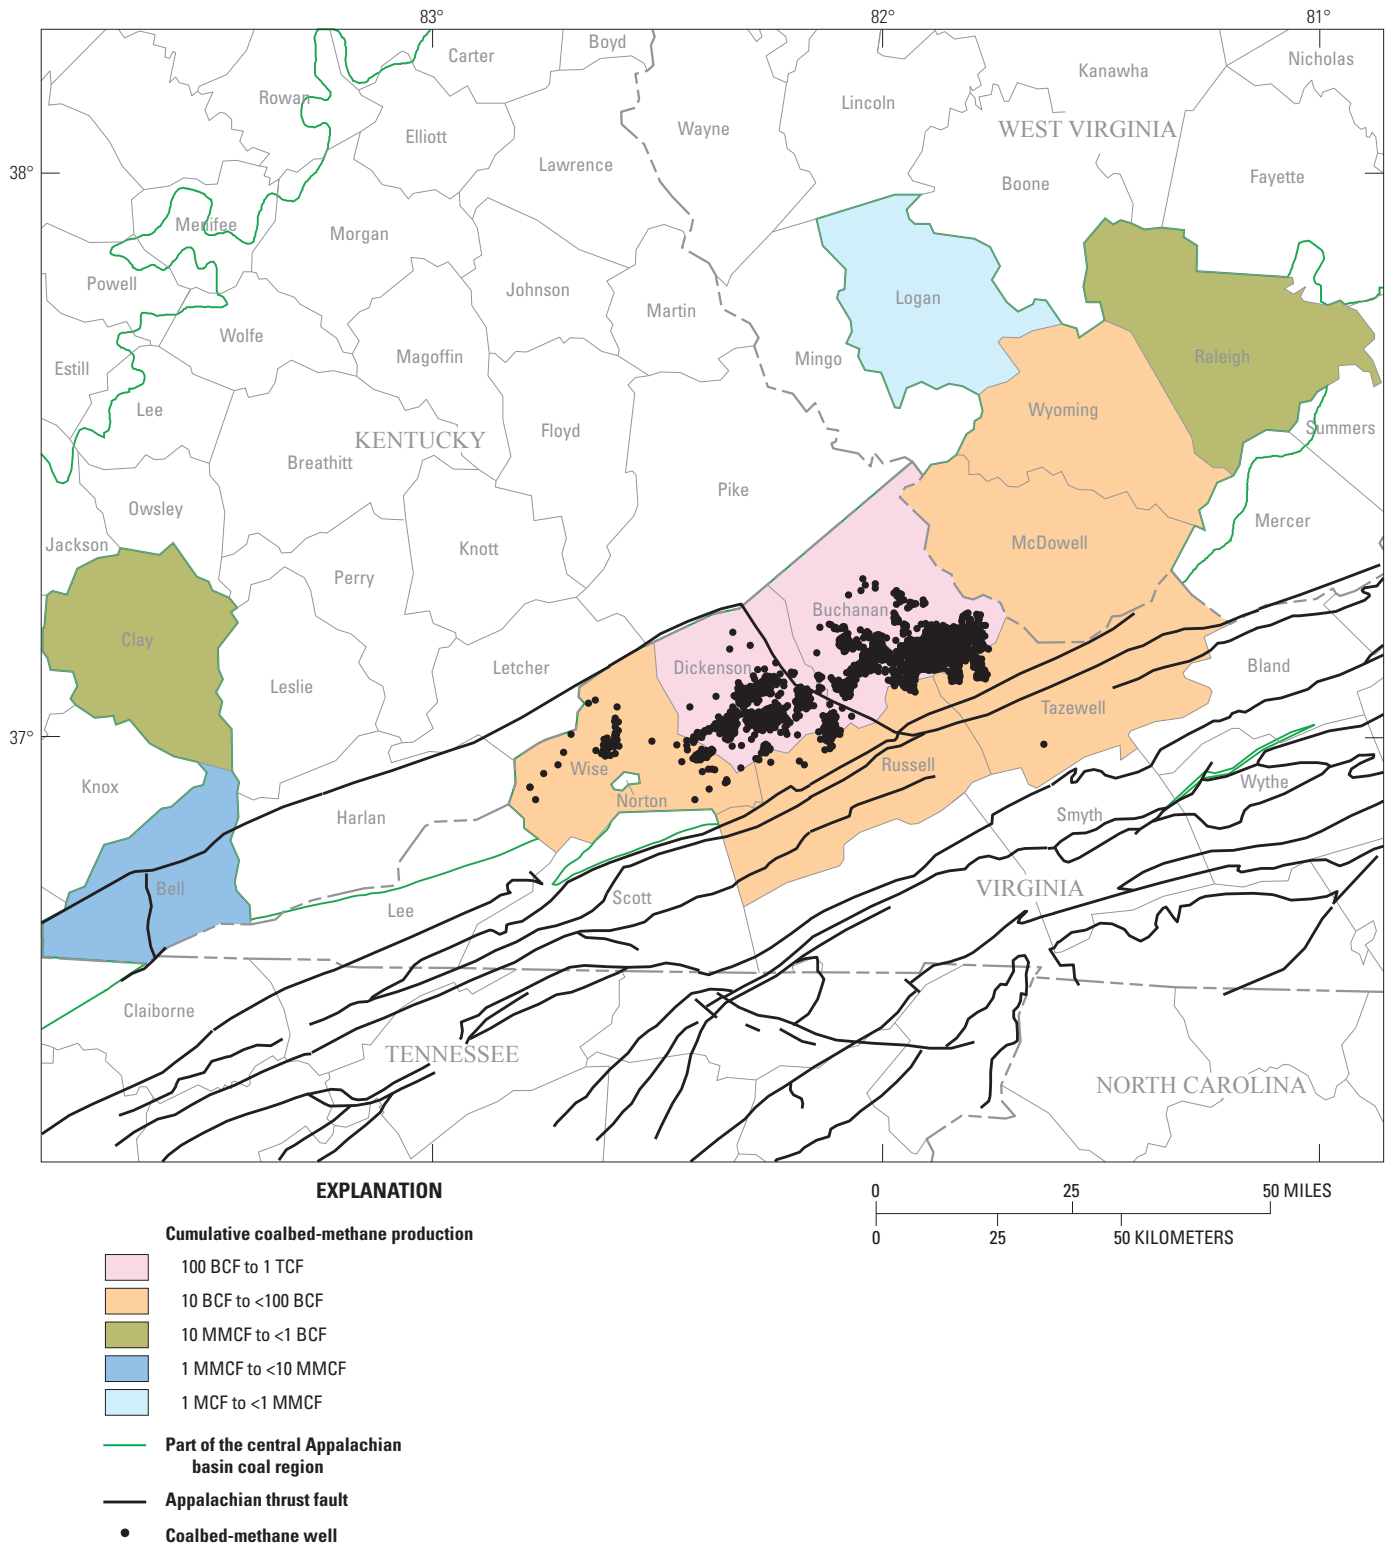 83°
82°
81°
Boyd
Carter
Nicholas
Kanawha
Rowan
Lincoln
Wayne
WEST VIRGINIA
Elliott
Lawrence
38°
Fayette
Boone
Menifee
Morgan
Powell
Johnson
Logan
Martin
Wolfe
Magoffin
Mingo
Raleigh
Estill
Lee
Wyoming
Summers
Floyd
KENTUCKY
Breathitt
Pike
Owsley
Mercer
Jackson
Knott
McDowell
Perry
Buchanan
Clay
Letcher
Dickenson
Bland
Leslie
Tazewell
37°
Wise
Russell
Knox
Norton
Wythe
Harlan
Smyth
Bell
VIRGINIA
Scott
Lee
Claiborne
TENNESSEE
NORTH CAROLINA
EXPLANATION
0 25 50 MILES
0 25 50 KILOMETERS
Cumulative coalbed-methane production
100 BCF to 1 TCF
10 BCF to <100 BCF
10 MMCF to <1 BCF
1 MMCF to <10 MMCF
1 MCF to <1 MMCF
Part of the central Appalachian
basin coal region
Appalachian thrust fault
Coalbed-methane well